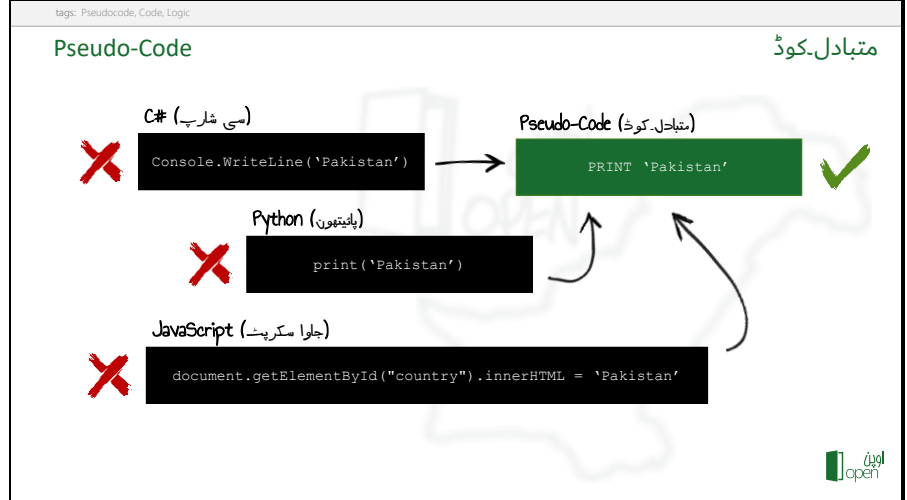 tags: Pseudocode, Code, Logic
Pseudo-Code
متبادل۔کوڈ
C# (سی شارپ)
Console.WriteLine(‘Pakistan’)
Pseudo-Code (متبادل۔کوڈ)
PRINT ‘Pakistan’
Python (پائیتھون)
print(‘Pakistan’)
JavaScript (جاوا سکرپٹ)
document.getElementById("country").innerHTML = ‘Pakistan’
اوپن
open